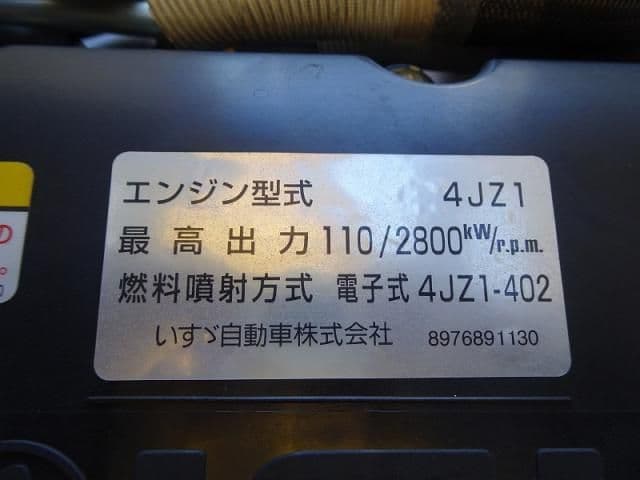 エンジン型式 4JZ1
最高出力 110/2800kW/r.p.m.
燃料噴射方式 電子式 4JZ1-402
いすゞ自動車株式会社 8976891130
の
。